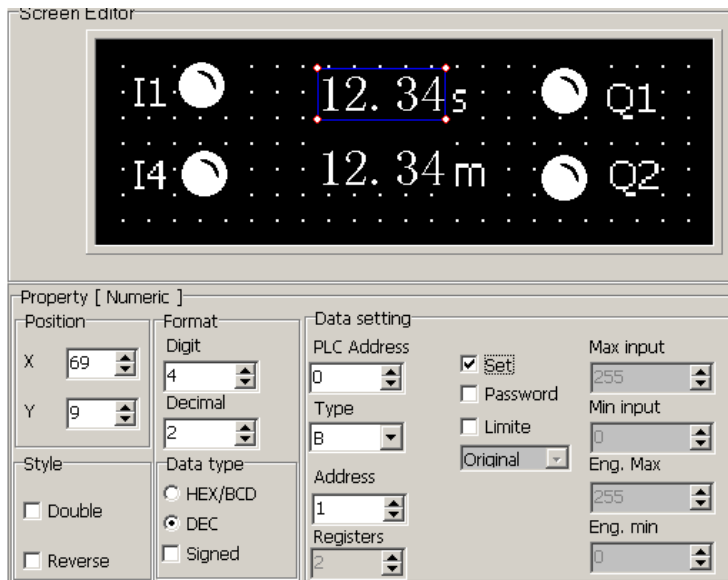 Screen Editor
I1 12.34 s Q1
I4 12.34 m Q2
Property [ Numeric ]
Position Format Data setting
Digit PLC Address Set Max input
X 69 4 0 255
Decimal Type Password Min input
Y 9 2 B Limite 0
Style Data type Address Original Eng. Max
Double HEX/BCD 1 255
DEC Registers Eng. min
Reverse Signed 2 0